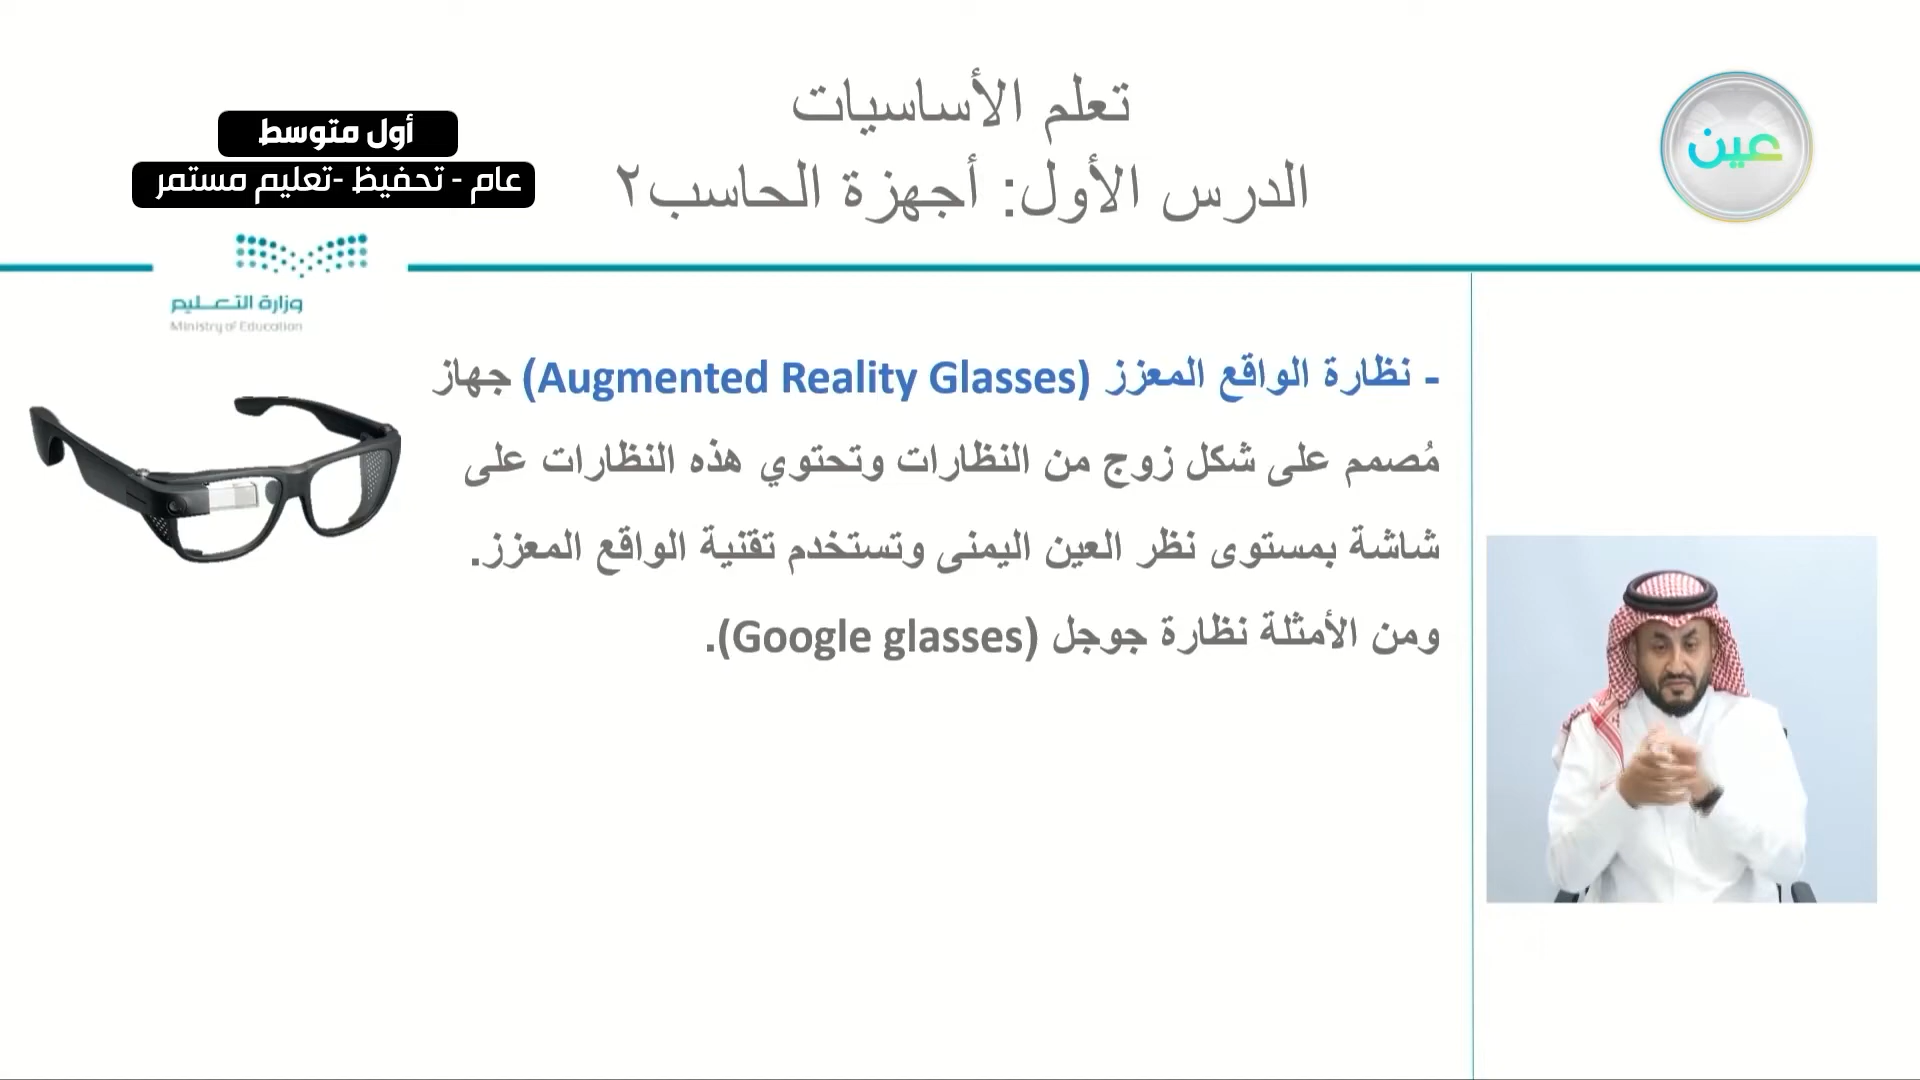 تعلم الأساسيات
الدرس الأول: أجهزة الحاسب٢
عين
أول متوسط
عام - تحفيظ -تعليم مستمر
وزارة التعليم
Ministry of Education
- نظارة الواقع المعزز (Augmented Reality Glasses) جهاز
مُصمم على شكل زوج من النظارات وتحتوي هذه النظارات على
شاشة بمستوى نظر العين اليمنى وتستخدم تقنية الواقع المعزز.
ومن الأمثلة نظارة جوجل (Google glasses).